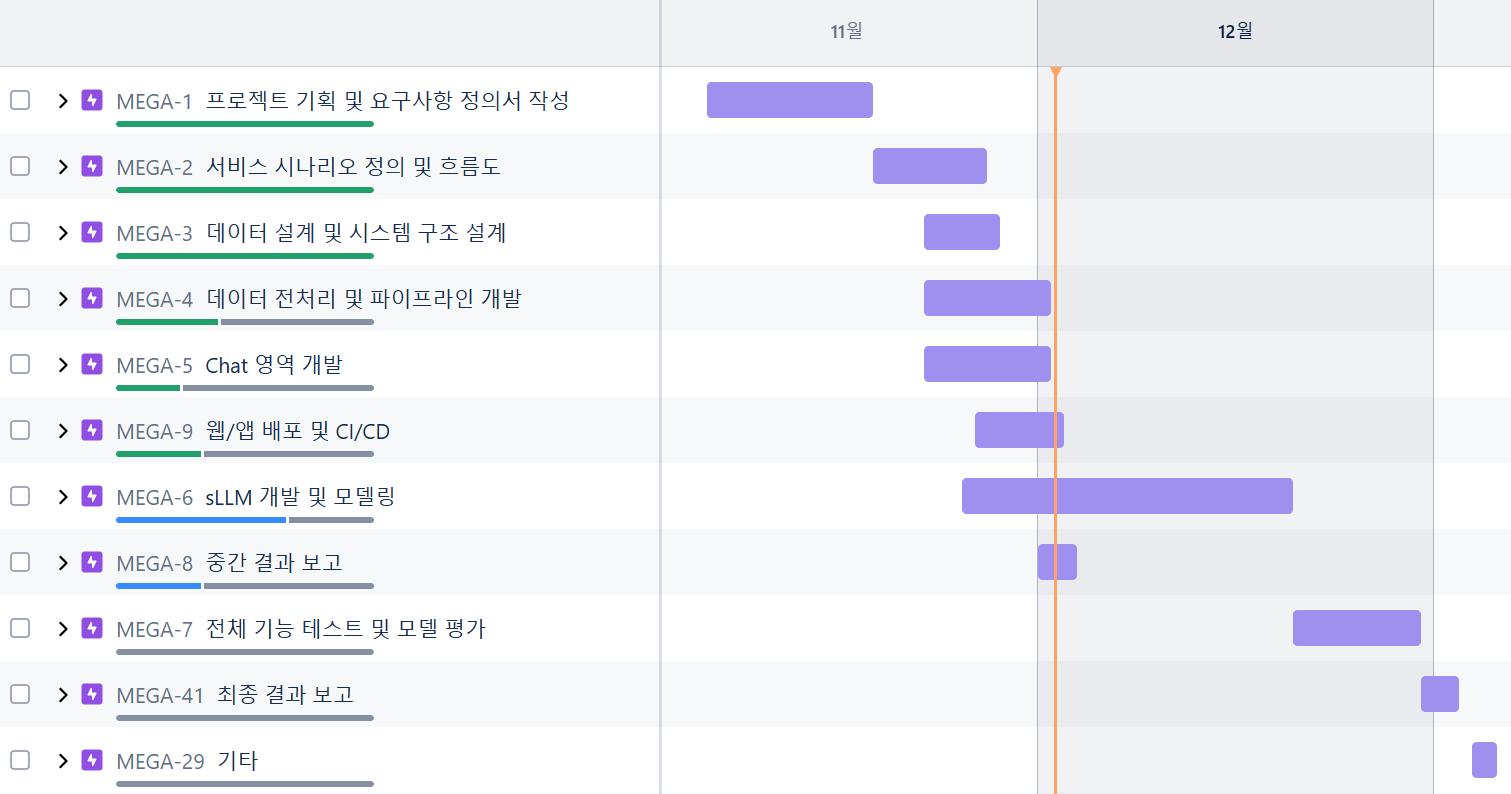 11월
12월
MEGA-1 프로젝트 기획 및 요구사항 정의서 작성
MEGA-2 서비스 시나리오 정의 및 흐름도
MEGA-3 데이터 설계 및 시스템 구조 설계
MEGA-4 데이터 전처리 및 파이프라인 개발
MEGA-5 Chat 영역 개발
MEGA-9 웹/앱 배포 및 CI/CD
MEGA-6 sLLM 개발 및 모델링
MEGA-8 중간 결과 보고
MEGA-7 전체 기능 테스트 및 모델 평가
MEGA-41 최종 결과 보고
MEGA-29 기타